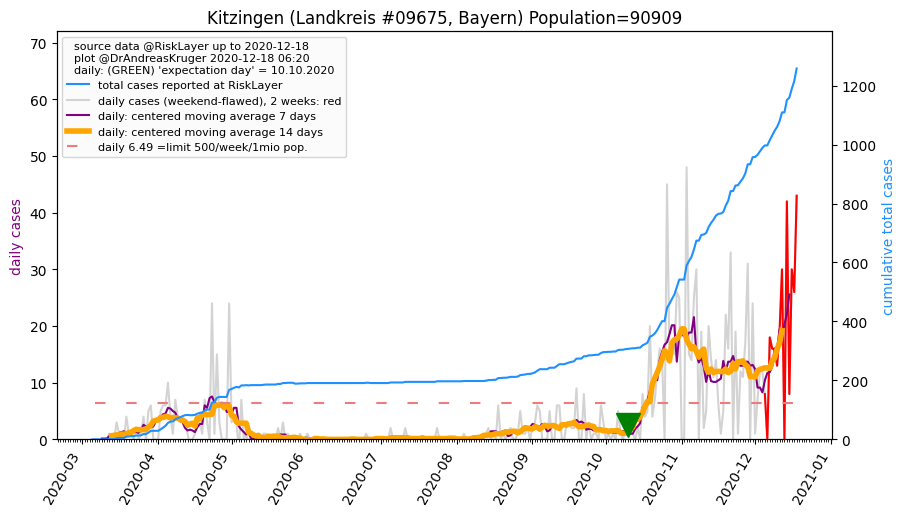 Kitzingen (Landkreis #09675, Bayern) Population=90909
source data @RiskLayer up to 2020-12-18
plot @DrAndreasKruger 2020-12-18 06:20
daily: (GREEN) 'expectation day' = 10.10.2020
total cases reported at RiskLayer
daily cases (weekend-flawed), 2 weeks: red
daily: centered moving average 7 days
daily: centered moving average 14 days
daily 6.49 =limit 500/week/1mio pop.
daily cases
70
60
50
40
30
20
10
0
cumulative total cases
1200
1000
800
600
400
200
0
2020-03
2020-04
2020-05
2020-06
2020-07
2020-08
2020-09
2020-10
2020-11
2020-12
2021-01